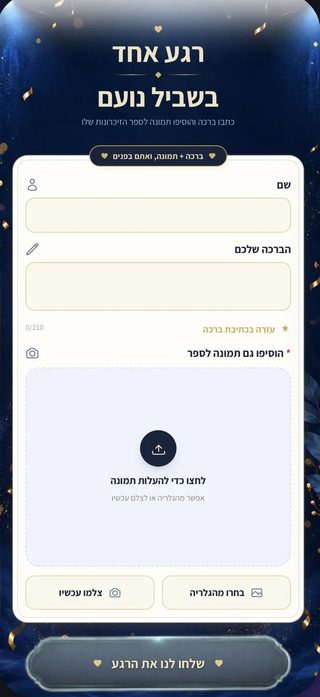 רגע אחד
בשביל נועם
כתבו ברכה והוסיפו תמונה לספר הזיכרונות שלו
ברכה + תמונה, ואתם בפנים
שם
הברכה שלכם
עזרה בכתיבת ברכה
0/210
* הוסיפו גם תמונה לספר
לחצו כדי להעלות תמונה
אפשר מהגלריה או לצלם עכשיו
בחרו מהגלריה
צלמו עכשיו
שלחו לנו את הרגע